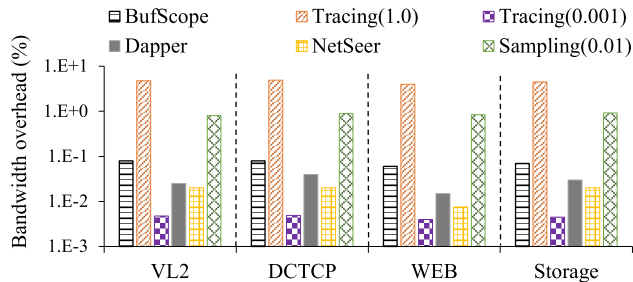 BufScope Tracing(1.0) Tracing(0.001)
Dapper NetSeer Sampling(0.01)
Bandwidth overhead (%)
1.E+1
1.E+0
1.E-1
1.E-2
1.E-3
VL2 DCTCP WEB Storage